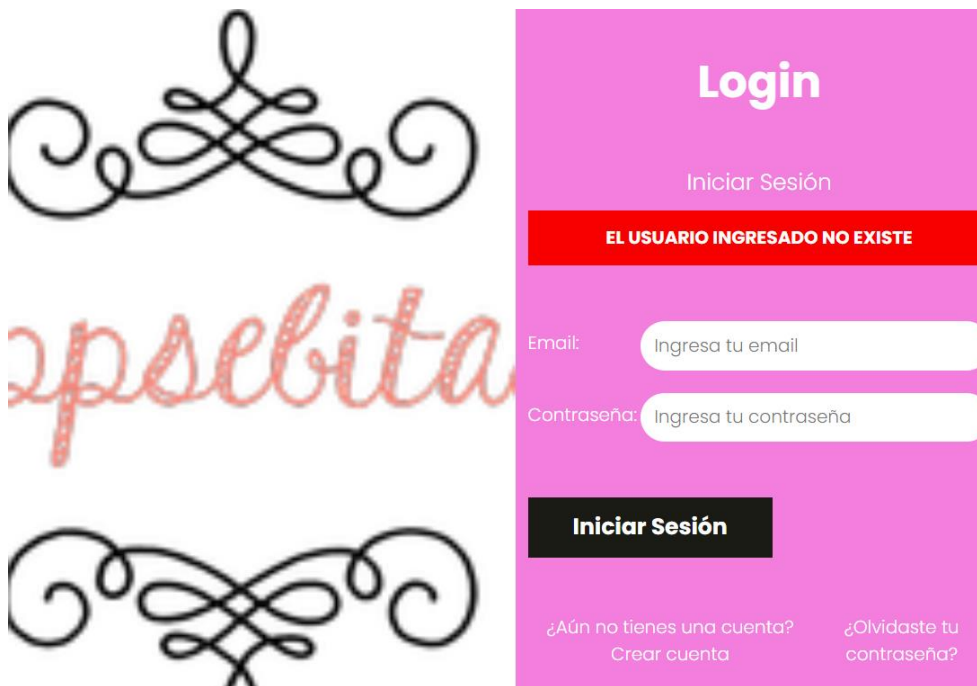 opsebita
Login
Iniciar Sesión
EL USUARIO INGRESADO NO EXISTE
Email:
Ingresa tu email
Contraseña:
Ingresa tu contraseña
Iniciar Sesión
¿Aún no tienes una cuenta?
Crear cuenta
¿Olvidaste tu
contraseña?